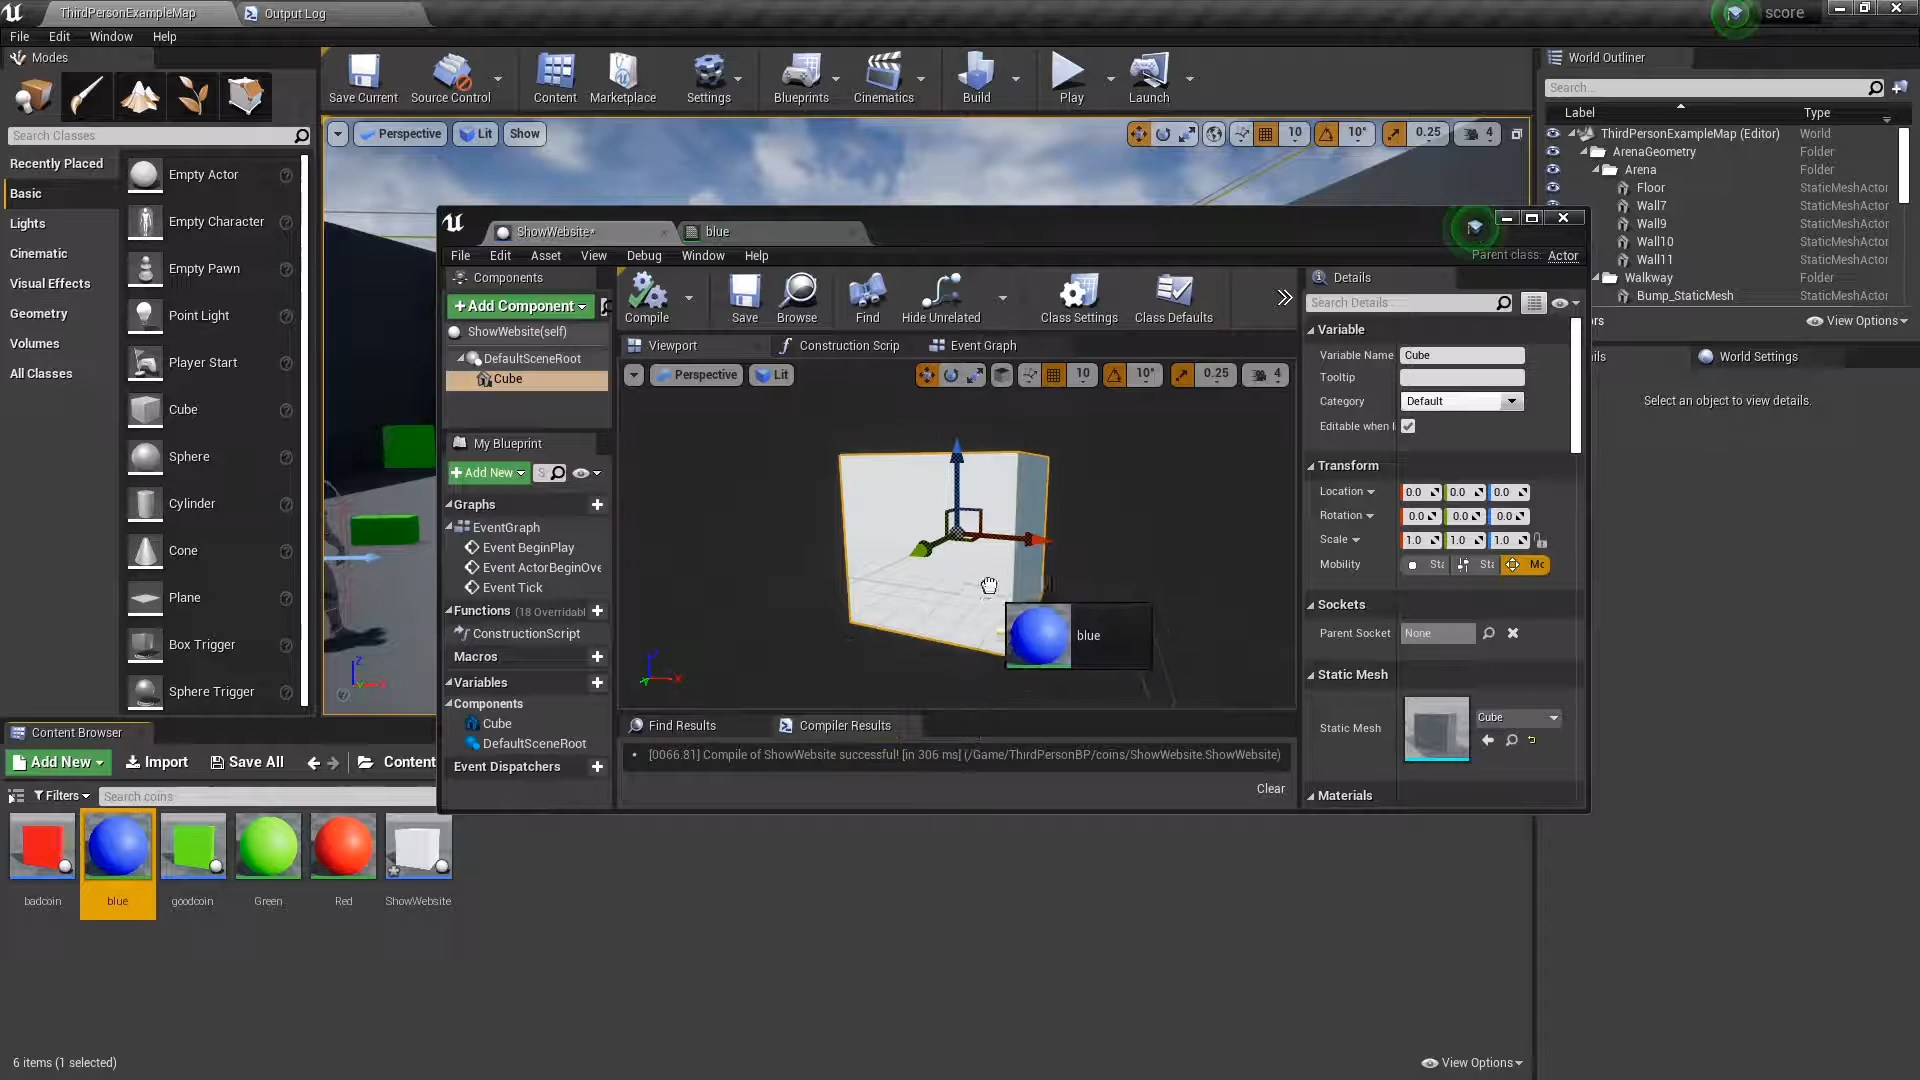 ThirdPersonExampleMap
Output Log
score
File
Edit
Window
Help
Modes
Search Classes
Recently Placed
Basic
Lights
Cinematic
Visual Effects
Geometry
Volumes
All Classes
Empty Actor
Empty Character
Empty Pawn
Point Light
Player Start
Cube
Sphere
Cylinder
Cone
Plane
Box Trigger
Sphere Trigger
Save Current
Source Control
Content
Marketplace
Settings
Blueprints
Cinematics
Build
Play
Launch
Perspective
Lit
Show
10
10°
0.25
4
World Outliner
Search...
Label
Type
ThirdPersonExampleMap (Editor)
World
ArenaGeometry
Folder
Arena
Folder
Floor
StaticMeshActor
Wall7
StaticMeshActor
Wall9
StaticMeshActor
Wall10
StaticMeshActor
Wall11
StaticMeshActor
Walkway
Folder
Bump_StaticMesh
StaticMeshActor
View Options
World Settings
Select an object to view details.
ShowWebsite*
blue
File
Edit
Asset
View
Debug
Window
Help
Parent class: Actor
Components
+Add Component
ShowWebsite(self)
DefaultSceneRoot
Cube
My Blueprint
+Add New
S
Graphs
EventGraph
Event BeginPlay
Event ActorBeginOve
Event Tick
Functions (18 Overridabl
ConstructionScript
Macros
Variables
Components
Cube
DefaultSceneRoot
Event Dispatchers
Compile
Save
Browse
Find
Hide Unrelated
Class Settings
Class Defaults
Viewport
Construction Scrip
Event Graph
Perspective
Lit
10
10°
0.25
4
blue
Find Results
Compiler Results
[0066.81] Compile of ShowWebsite successful! [in 306 ms] (/Game/ThirdPersonBP/coins/ShowWebsite.ShowWebsite)
Clear
Details
Search Details
Variable
Variable Name
Cube
Tooltip
Category
Default
Editable when I
Transform
Location
0.0
0.0
0.0
Rotation
0.0
0.0
0.0
Scale
1.0
1.0
1.0
Mobility
Sta
Sta
Mc
Sockets
Parent Socket
None
Static Mesh
Static Mesh
Cube
Materials
Content Browser
Add New
Import
Save All
Content
Filters
Search coins
badcoin
blue
goodcoin
Green
Red
ShowWebsite
6 items (1 selected)
View Options